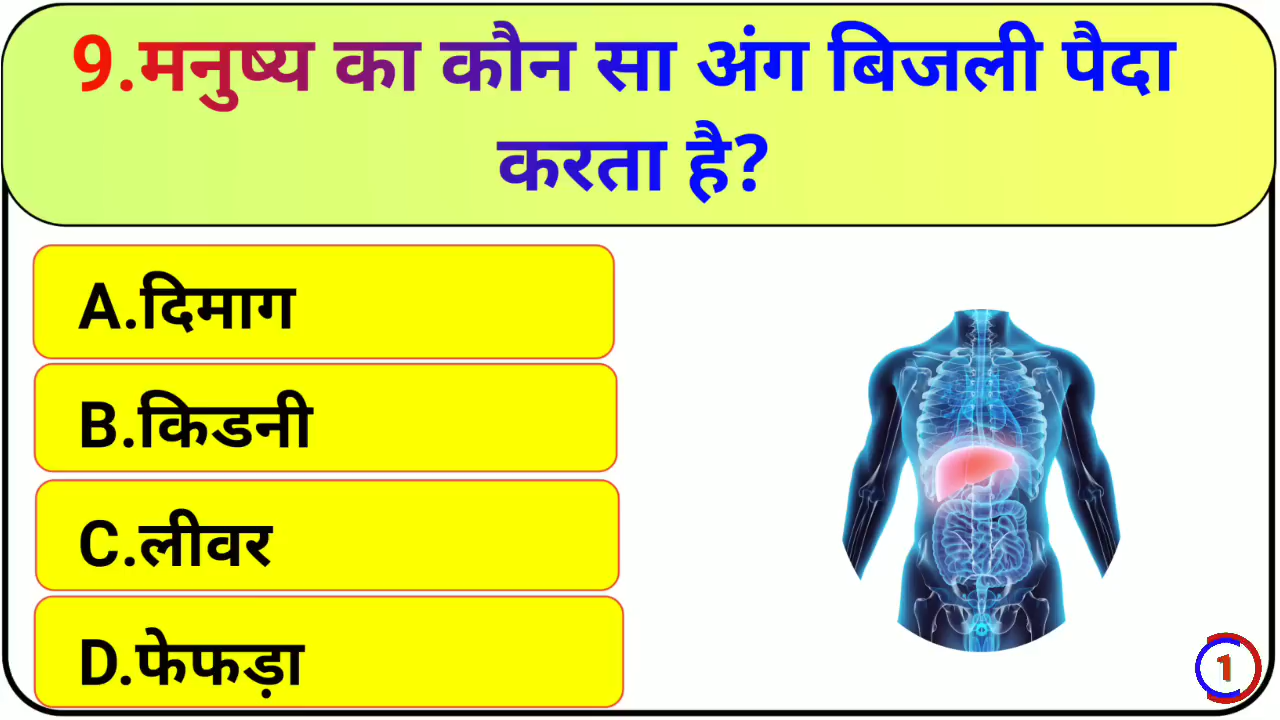 9.मनुष्य का कौन सा अंग बिजली पैदा
करता है?
A.दिमाग
B.किडनी
C.लीवर
D.फेफड़ा
1